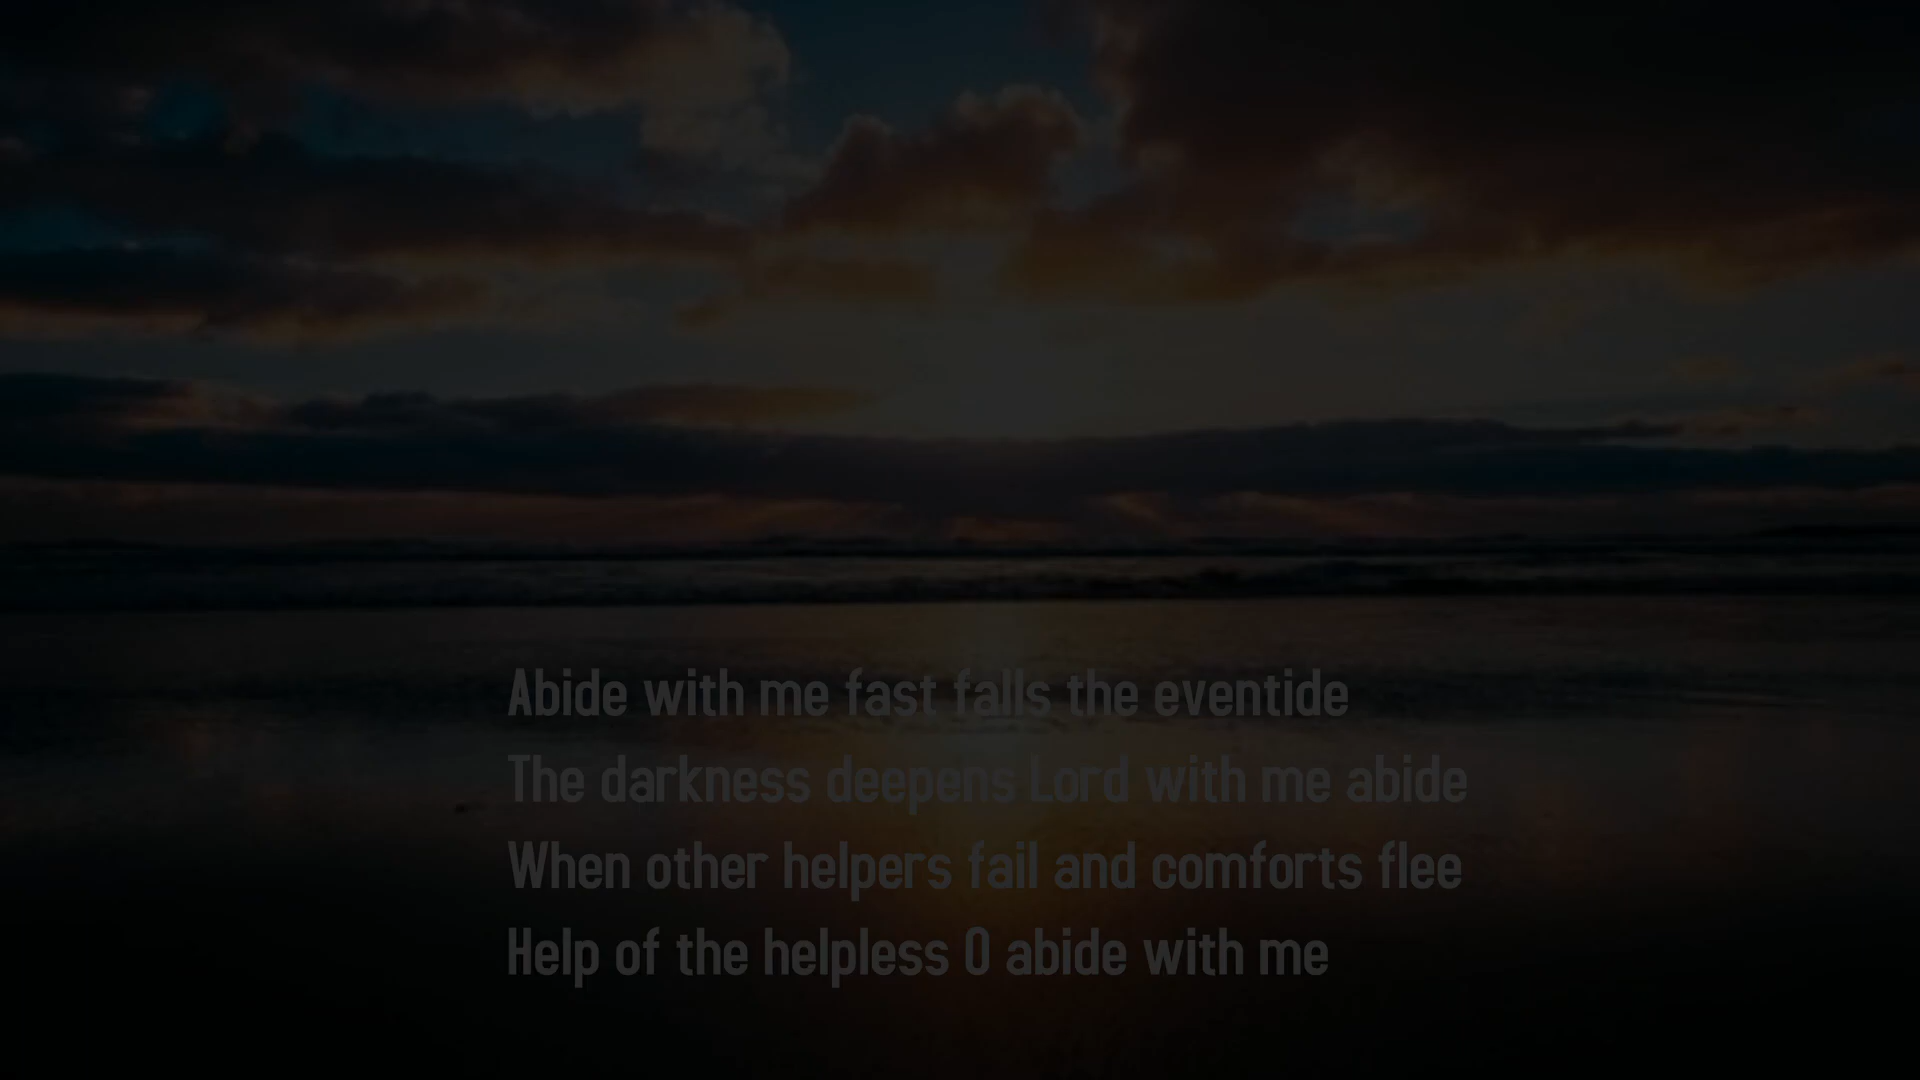 Abide with me fast falls the eventide
The darkness deepens Lord with me abide
When other helpers fail and comforts flee
Help of the helpless O abide with me